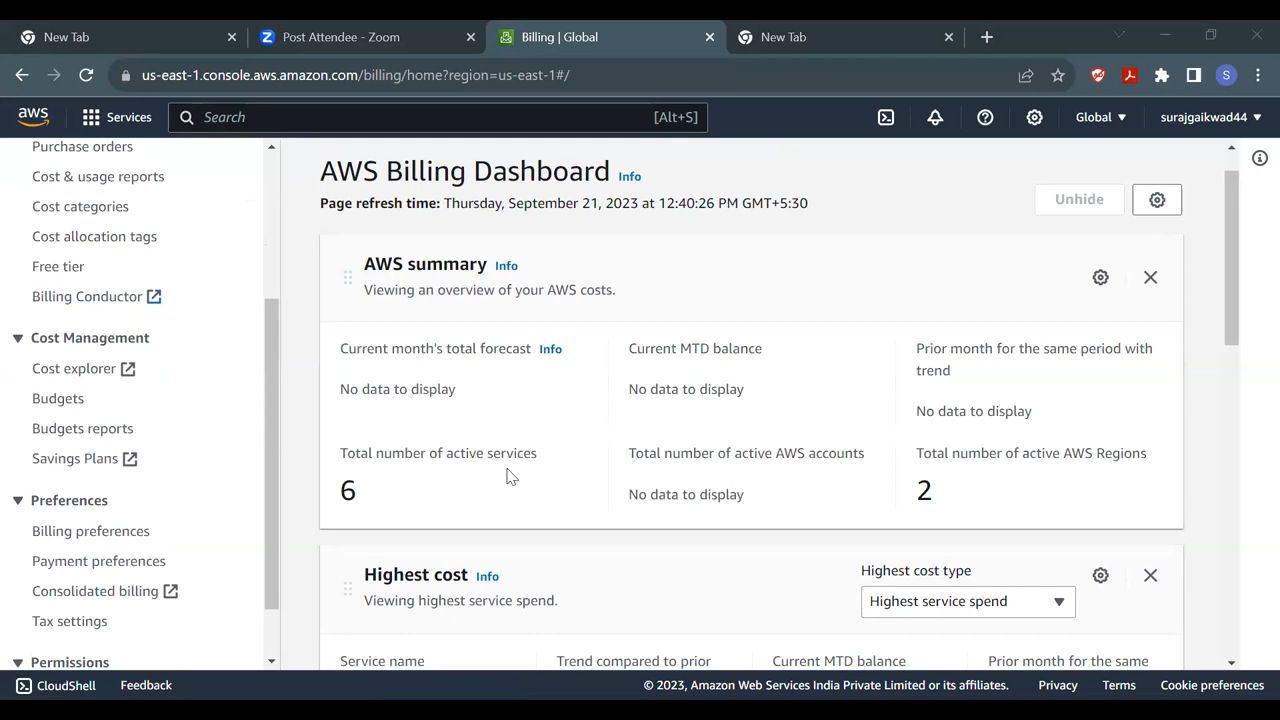 New Tab
Post Attendee - Zoom
Billing | Global
New Tab
us-east-1.console.aws.amazon.com/billing/home?region=us-east-1#/
S
aws
Services
Search
[Alt+S]
Global
surajgaikwad44
Purchase orders
Cost & usage reports
Cost categories
Cost allocation tags
Free tier
Billing Conductor
Cost Management
Cost explorer
Budgets
Budgets reports
Savings Plans
Preferences
Billing preferences
Payment preferences
Consolidated billing
Tax settings
Permissions
AWS Billing Dashboard Info
Page refresh time: Thursday, September 21, 2023 at 12:40:26 PM GMT+5:30
Unhide
AWS summary Info
Viewing an overview of your AWS costs.
Current month's total forecast Info
No data to display
Current MTD balance
No data to display
Prior month for the same period with
trend
No data to display
Total number of active services
6
Total number of active AWS accounts
No data to display
Total number of active AWS Regions
2
Highest cost Info
Viewing highest service spend.
Highest cost type
Highest service spend
Service name
Trend compared to prior
Current MTD balance
Prior month for the same
CloudShell
Feedback
© 2023, Amazon Web Services India Private Limited or its affiliates.
Privacy
Terms
Cookie preferences